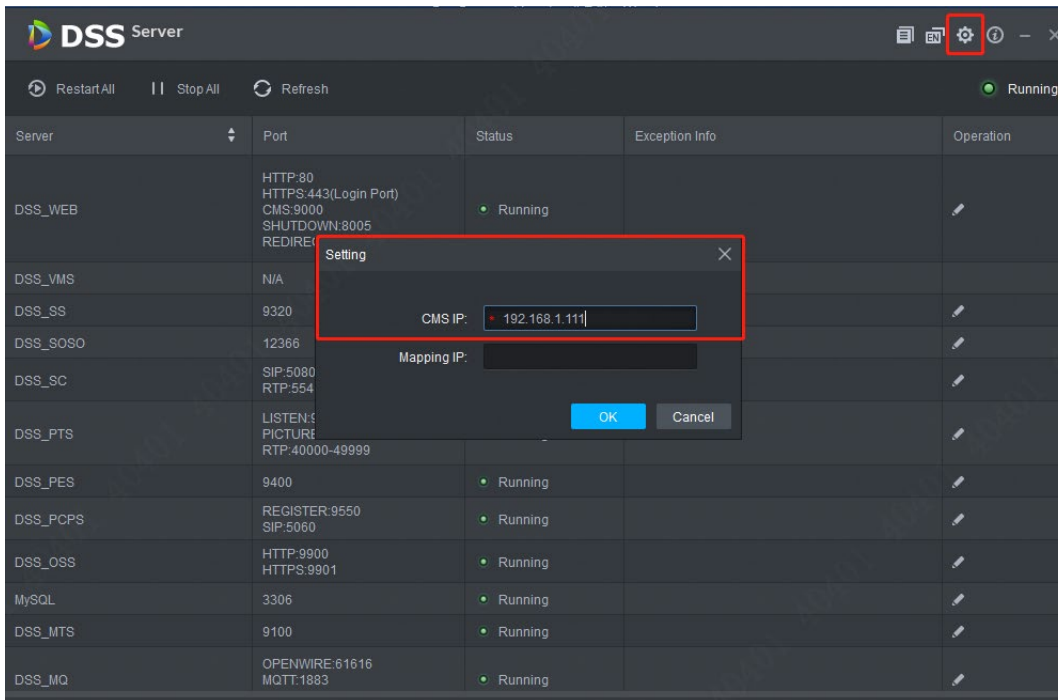 DSS Server
EN
Restart All
Stop All
Refresh
Running
Server
Port
Status
Exception Info
Operation
DSS_WEB
HTTP:80
HTTPS:443(Login Port)
CMS:9000
SHUTDOWN:8005
Running
Setting
CMS IP:
* 192.168.1.111
Mapping IP:
OK
Cancel
DSS_VMS
N/A
DSS_SS
9320
DSS_SOSO
12366
DSS_SC
SIP:5080
RTP:554
DSS_PTS
RTP:40000-49999
DSS_PES
9400
Running
DSS_PCPS
REGISTER:9550
SIP:5060
Running
DSS_OSS
HTTP:9900
HTTPS:9901
Running
MySQL
3306
Running
DSS_MTS
9100
Running
DSS_MQ
OPENWIRE:61616
MQTT:1883
Running